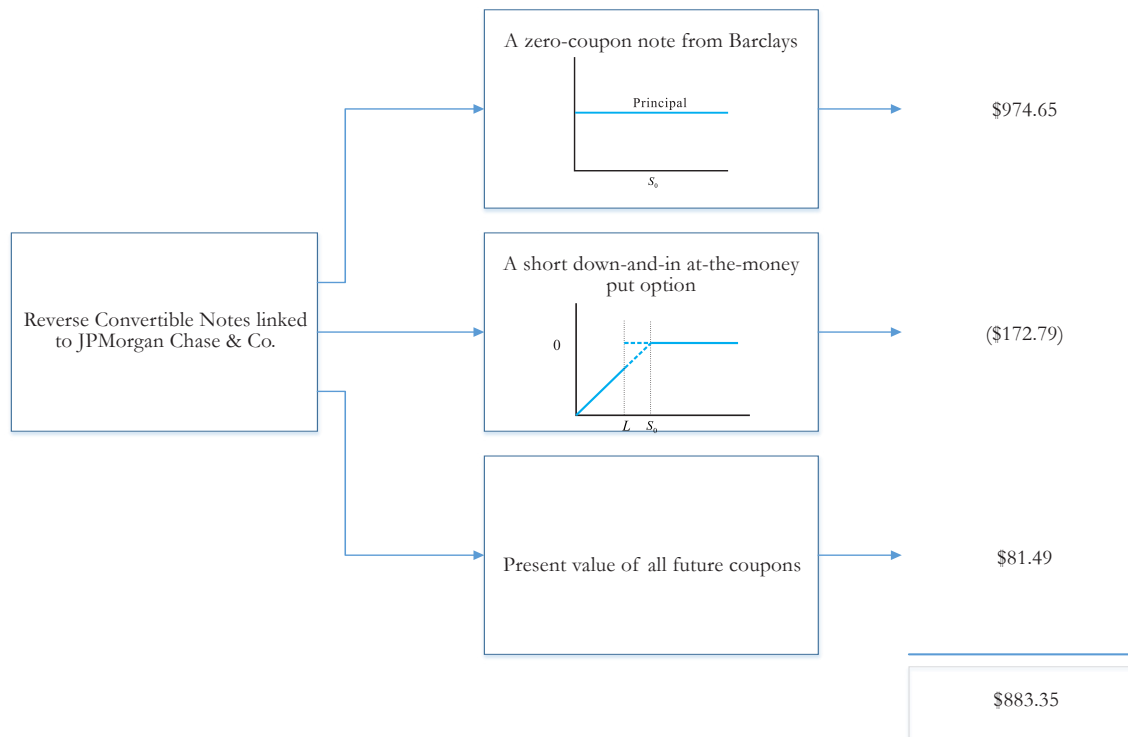 A zero-coupon note from Barclays
Principal
S₀
$974.65
Reverse Convertible Notes linked
to JPMorgan Chase & Co.
A short down-and-in at-the-money
put option
0
L S₀
($172.79)
Present value of all future coupons
$81.49
$883.35